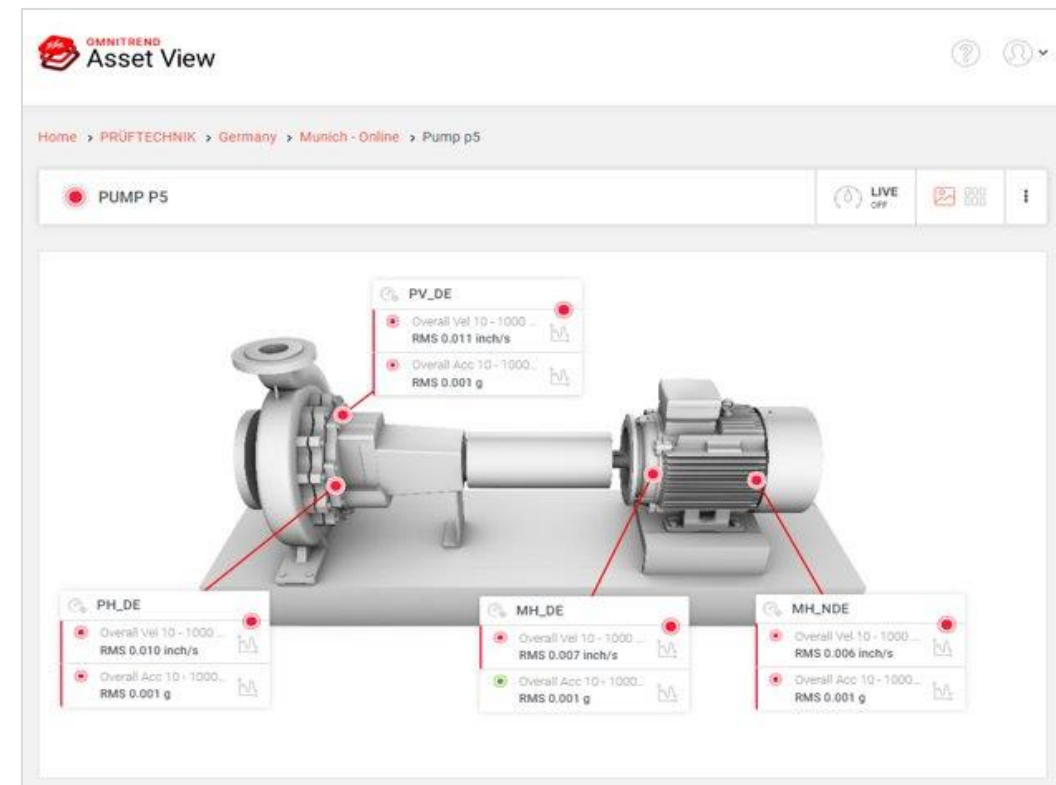 OMNITREND
Asset View
Home > PRÜFTECHNIK > Germany > Munich - Online > Pump p5
PUMP P5
LIVE
OFF
PV_DE
Overall Vel 10 - 1000 ...
RMS 0.011 inch/s
Overall Acc 10 - 1000...
RMS 0.001 g
PH_DE
Overall Vel 10 - 1000 ...
RMS 0.010 inch/s
Overall Acc 10 - 1000...
RMS 0.001 g
MH_DE
Overall Vel 10 - 1000 ...
RMS 0.007 inch/s
Overall Acc 10 - 1000...
RMS 0.001 g
MH_NDE
Overall Vel 10 - 1000 ...
RMS 0.006 inch/s
Overall Acc 10 - 1000...
RMS 0.001 g